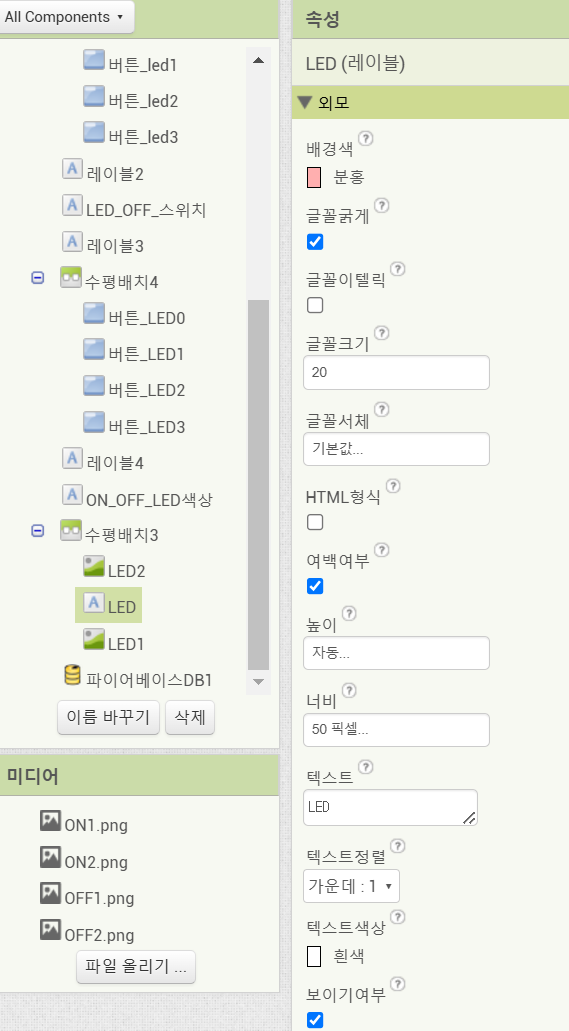 All Components ▾
버튼_led1
버튼_led2
버튼_led3
레이블2
LED_OFF_스위치
레이블3
수평배치4
버튼_LED0
버튼_LED1
버튼_LED2
버튼_LED3
레이블4
ON_OFF_LED색상
수평배치3
LED2
LED
LED1
파이어베이스DB1
이름 바꾸기 삭제
미디어
ON1.png
ON2.png
OFF1.png
OFF2.png
파일 올리기 ...
속성
LED (레이블)
외모
배경색 ?
분홍
글꼴굵게 ?
글꼴이텔릭 ?
글꼴크기 ?
20
글꼴서체 ?
기본값...
HTML형식 ?
여백여부 ?
높이 ?
자동...
너비 ?
50 픽셀...
텍스트 ?
LED
텍스트정렬 ?
가운데 : 1 ▾
텍스트색상 ?
흰색
보이기여부 ?